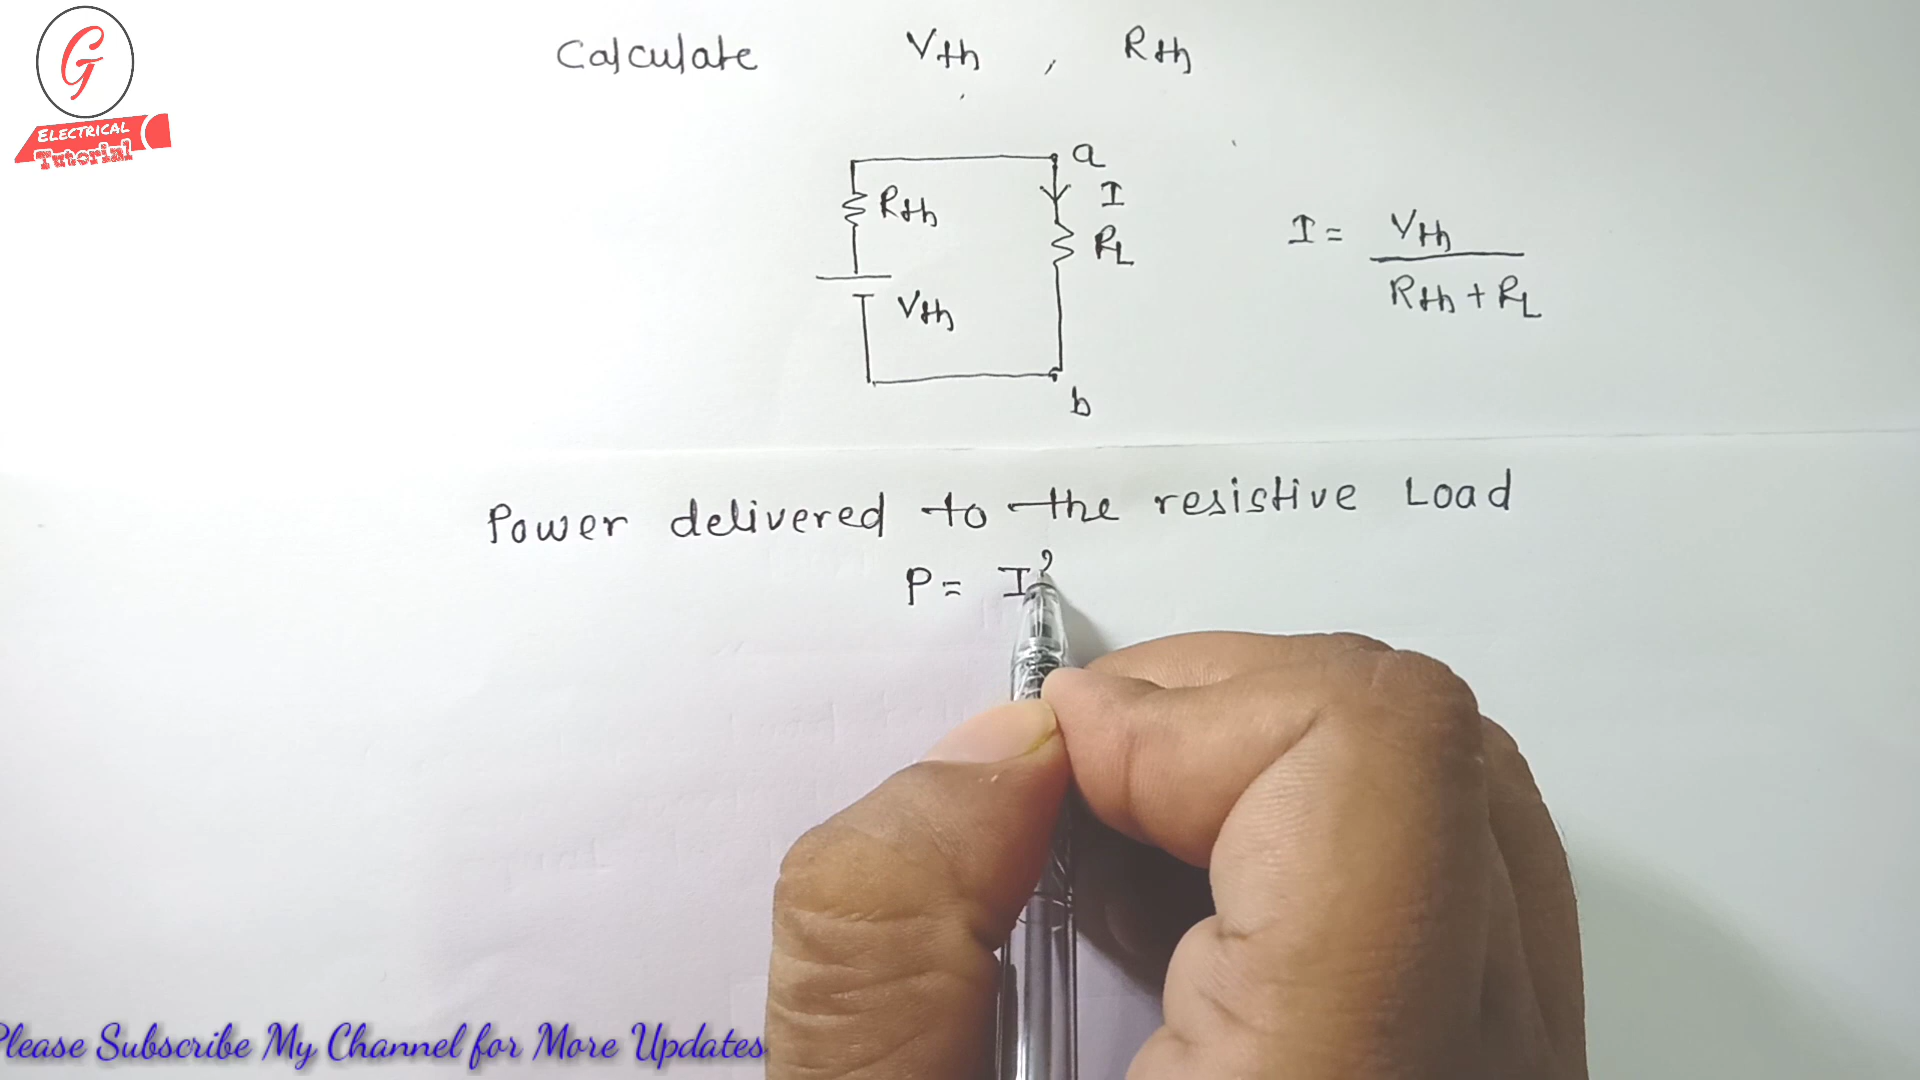 G
ELECTRICAL
Tutorial
Calculate Vth , Rth
a
I
Rth
RL
Vth
b
I = Vth
Rth + RL
Power delivered to the resistive Load
P = I²
Please Subscribe My Channel for More Updates